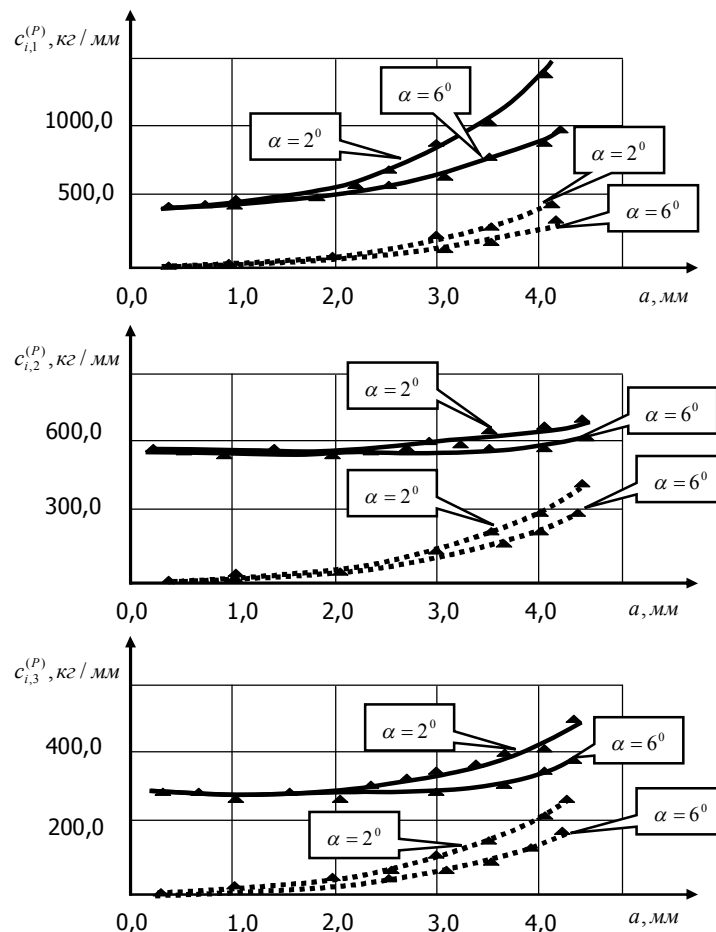 c_{i,1}^{(P)}, кг / мм
α = 6⁰
α = 2⁰
1000,0
α = 2⁰
500,0
α = 6⁰
0,0 1,0 2,0 3,0 4,0 a, мм
c_{i,2}^{(P)}, кг / мм
α = 2⁰
α = 6⁰
600,0
α = 2⁰
α = 6⁰
300,0
0,0 1,0 2,0 3,0 4,0 a, мм
c_{i,3}^{(P)}, кг / мм
α = 2⁰
α = 6⁰
400,0
α = 2⁰
α = 6⁰
200,0
0,0 1,0 2,0 3,0 4,0 a, мм